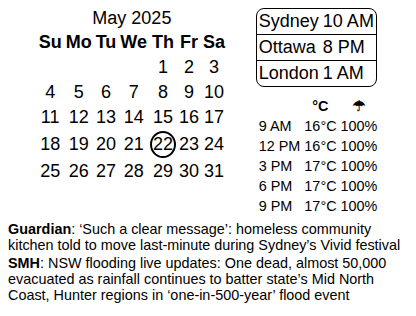 May 2025
Su Mo Tu We Th Fr Sa
1 2 3
4 5 6 7 8 9 10
11 12 13 14 15 16 17
18 19 20 21 22 23 24
25 26 27 28 29 30 31
Sydney 10 AM
Ottawa 8 PM
London 1 AM
°C ☂
9 AM 16°C 100%
12 PM 16°C 100%
3 PM 17°C 100%
6 PM 17°C 100%
9 PM 17°C 100%
Guardian: ‘Such a clear message’: homeless community
kitchen told to move last-minute during Sydney’s Vivid festival
SMH: NSW flooding live updates: One dead, almost 50,000
evacuated as rainfall continues to batter state’s Mid North
Coast, Hunter regions in ‘one-in-500-year’ flood event